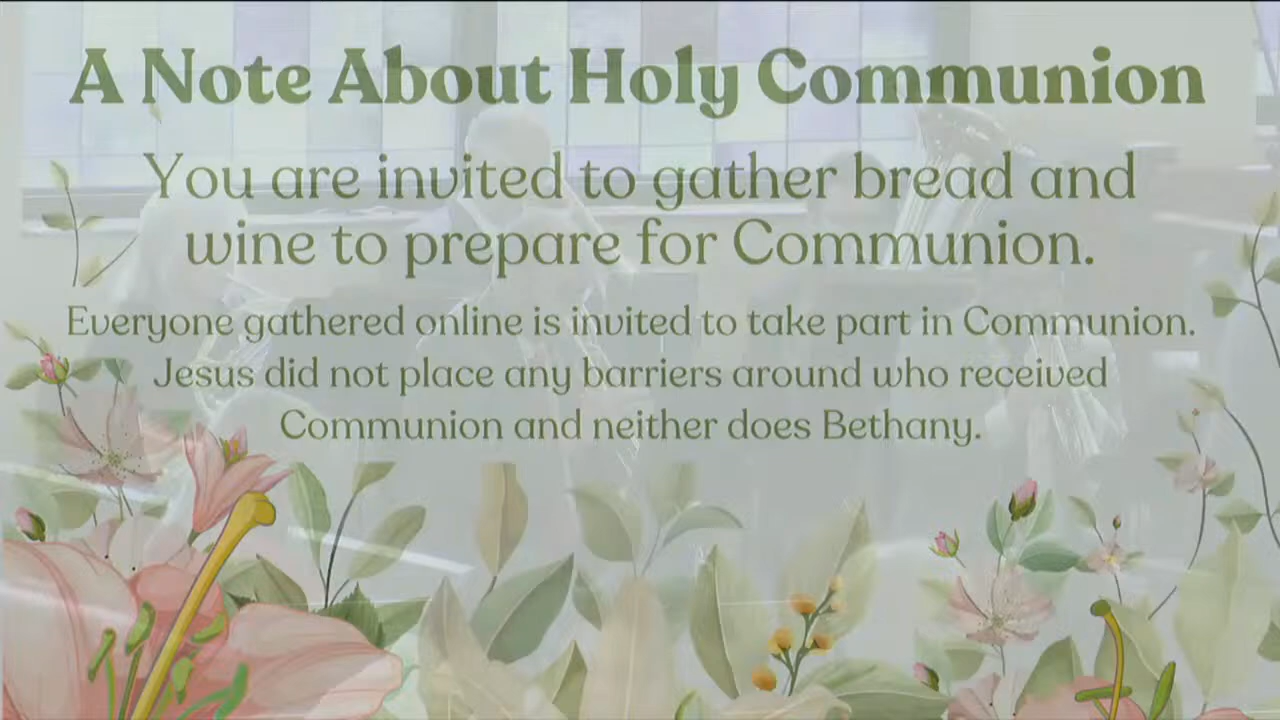 A Note About Holy Communion
You are invited to gather bread and
wine to prepare for Communion.
Everyone gathered online is invited to take part in Communion.
Jesus did not place any barriers around who received
Communion and neither does Bethany.